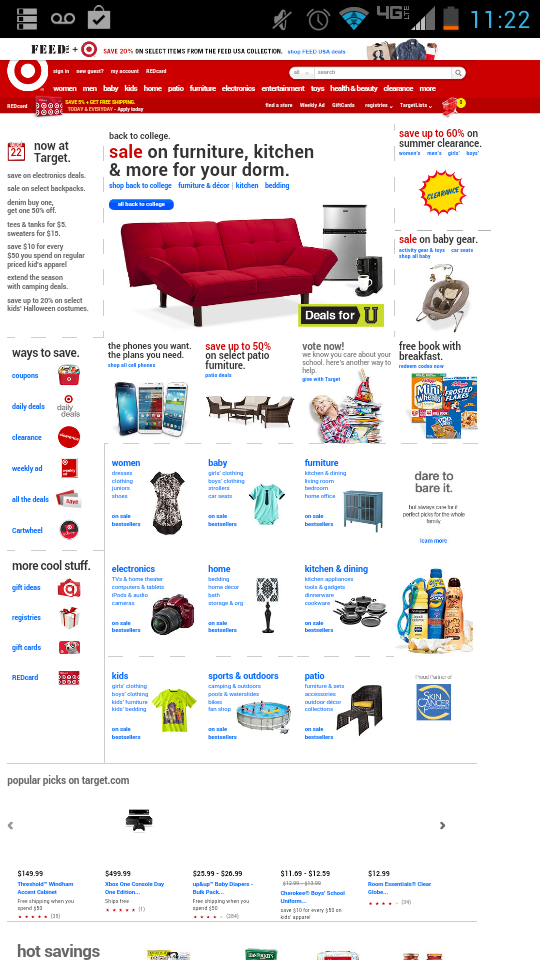 4G LTE
11:22
FEED USA + SAVE 20% ON SELECT ITEMS FROM THE FEED USA COLLECTION. shop FEED USA deals
sign in new guest? my account REDcard
all search
women men baby kids home patio furniture electronics entertainment toys health & beauty clearance more
REDcard
SAVE 5% + GET FREE SHIPPING.
TODAY & EVERYDAY - Apply today
find a store Weekly Ad GiftCards registries TargetLists
0
22
now at
Target.
save on electronics deals.
sale on select backpacks.
denim buy one,
get one 50% off.
tees & tanks for $5.
sweaters for $15.
save $10 for every
$50 you spend on regular
priced kid's apparel
extend the season
with camping deals.
save up to 20% on select
kids' Halloween costumes.
back to college.
sale on furniture, kitchen
& more for your dorm.
shop back to college furniture & décor | kitchen bedding
all back to college
Deals for U
save up to 60% on
summer clearance.
women's men's girls' boys'
CLEARANCE
sale on baby gear.
activity gear & toys car seats
shop all baby
ways to save.
coupons
daily deals
daily
deals
clearance
clearance
weekly ad
weekly
ad
all the deals
save
Cartwheel
the phones you want.
the plans you need.
shop all cell phones
save up to 50%
on select patio
furniture.
patio deals
vote now!
we know you care about your
school. here's another way to
help.
give with Target
free book with
breakfast.
redeem codes now
Mini
Wheats
Kellogg's
FROSTED
FLAKES
women
dresses
clothing
juniors
shoes
on sale
bestsellers
baby
girls' clothing
boys' clothing
strollers
car seats
on sale
bestsellers
furniture
kitchen & dining
living room
bedroom
home office
on sale
bestsellers
dare to
bare it.
but always care for it
perfect picks for the whole
family.
learn more
more cool stuff.
gift ideas
registries
gift cards
REDcard
electronics
TVs & home theater
computers & tablets
iPods & audio
cameras
on sale
bestsellers
home
bedding
home décor
bath
storage & org
on sale
bestsellers
kitchen & dining
kitchen appliances
tools & gadgets
dinnerware
cookware
on sale
bestsellers
kids
girls' clothing
boys' clothing
kids' furniture
kids' bedding
on sale
bestsellers
sports & outdoors
camping & outdoors
pools & waterslides
bikes
fan shop
on sale
bestsellers
patio
furniture & sets
accessories
outdoor décor
collections
on sale
bestsellers
Proud Partner of
SKIN
CANCER
popular picks on target.com
$149.99
Threshold™ Windham
Accent Cabinet
Free shipping when you
spend $50
(35)
$499.99
Xbox One Console Day
One Edition...
Ships free
(1)
$25.99 - $26.99
up&up™ Baby Diapers -
Bulk Pack...
Free shipping when you
spend $50
(284)
$11.69 - $12.59
$12.99 - $13.99
Cherokee® Boys' School
Uniform...
save $10 for every $50 on
kids' apparel
$12.99
Room Essentials® Clear
Globe...
(34)
hot savings